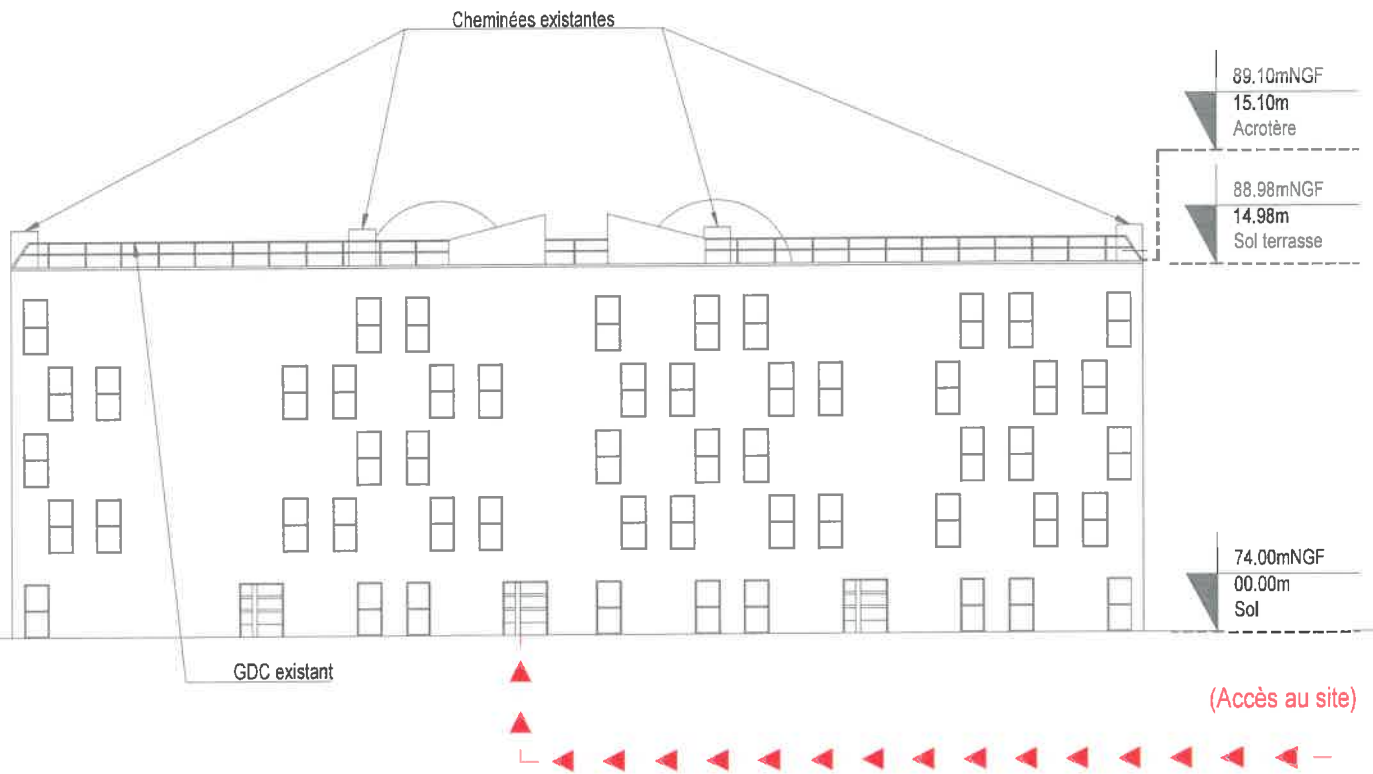 Cheminées existantes
89.10mNGF
15.10m
Acrotère
88.98mNGF
14.98m
Sol terrasse
74.00mNGF
00.00m
Sol
GDC existant
(Accès au site)